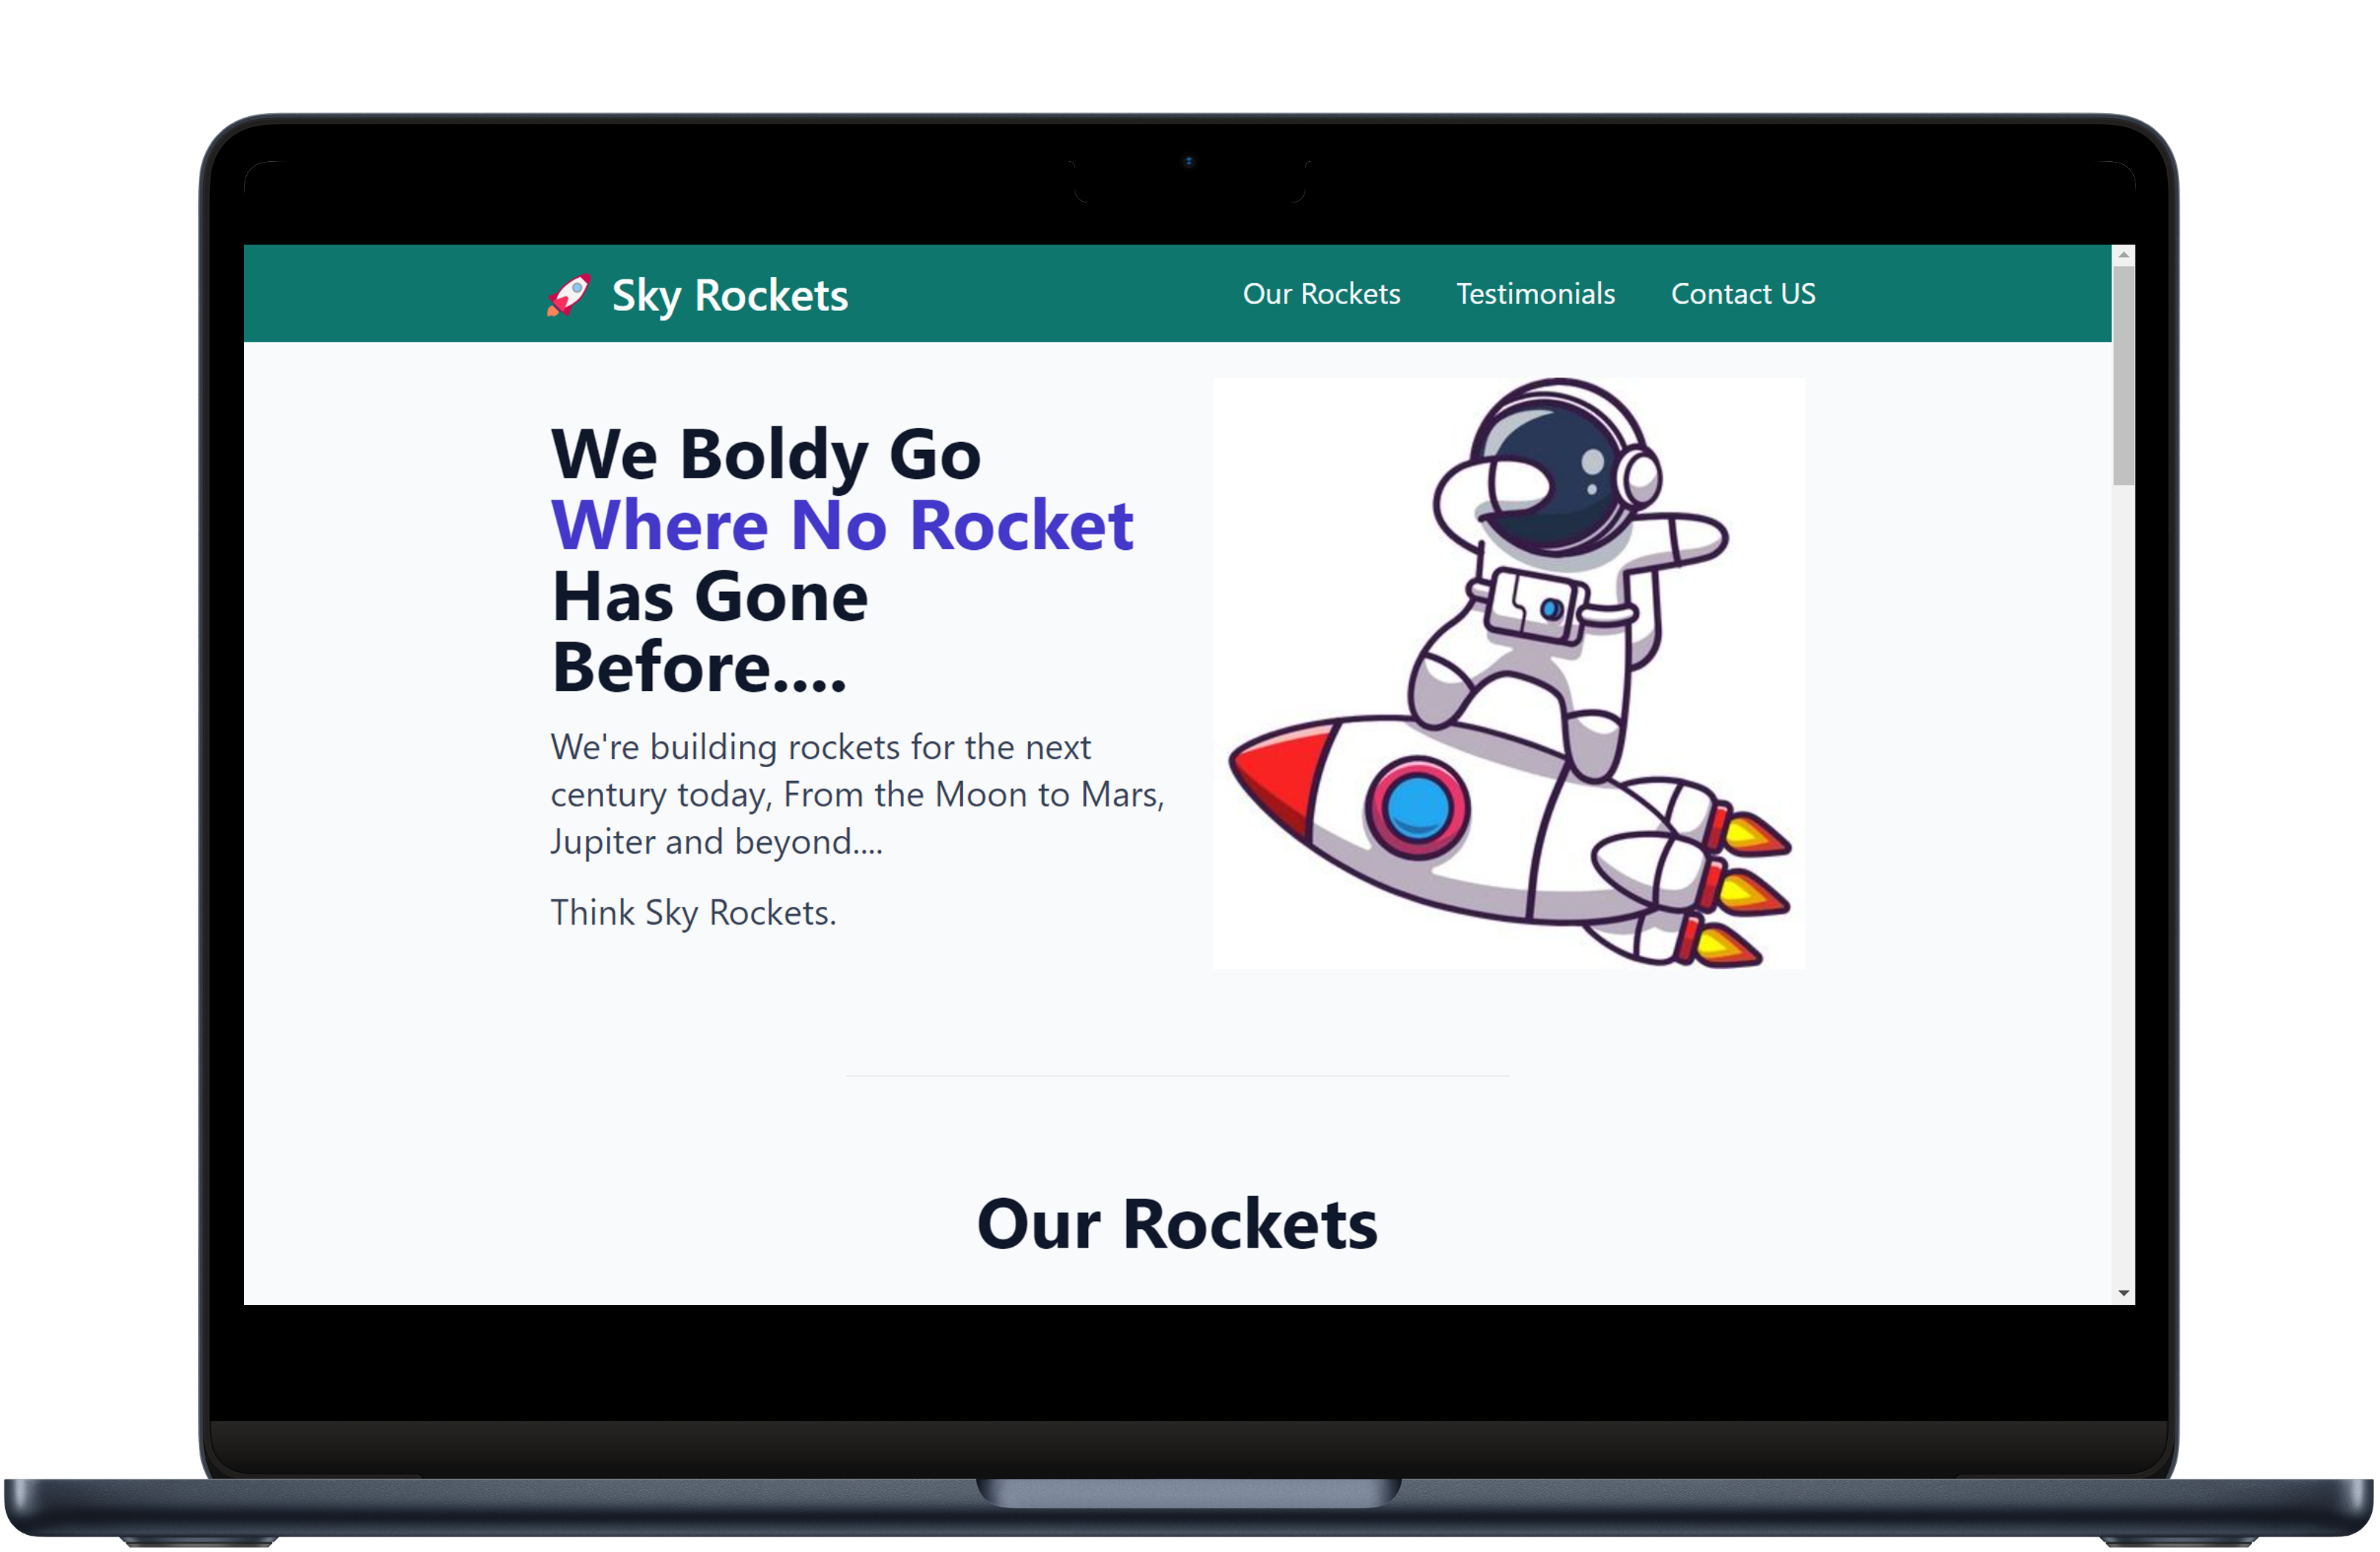 Sky Rockets
Our Rockets
Testimonials
Contact US
We Boldy Go
Where No Rocket
Has Gone
Before....
We're building rockets for the next
century today, From the Moon to Mars,
Jupiter and beyond....
Think Sky Rockets.
Our Rockets